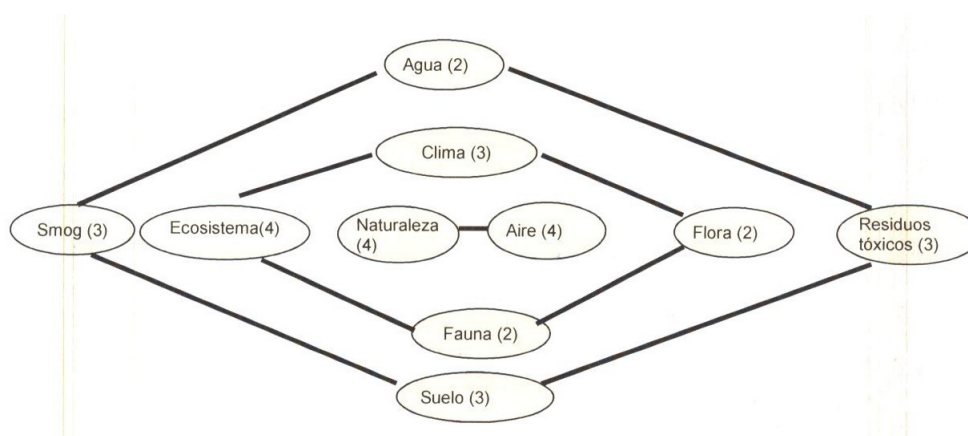 Agua (2)
Clima (3)
Smog (3)
Ecosistema(4)
Naturaleza
(4)
Aire (4)
Flora (2)
Residuos
tóxicos (3)
Fauna (2)
Suelo (3)